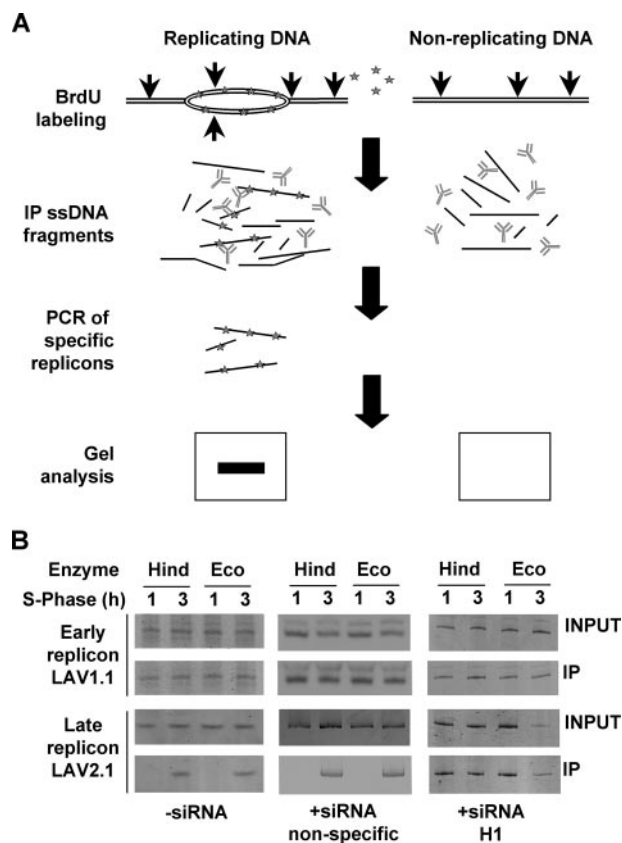 A
Replicating DNA
Non-replicating DNA
BrdU
labeling
IP ssDNA
fragments
PCR of
specific
replicons
Gel
analysis
B
Enzyme
Hind Eco
Hind Eco
Hind Eco
S-Phase (h)
1 3 1 3
1 3 1 3
1 3 1 3
Early
replicon
LAV1.1
INPUT
IP
Late
replicon
LAV2.1
INPUT
IP
-siRNA
+siRNA
non-specific
+siRNA
H1